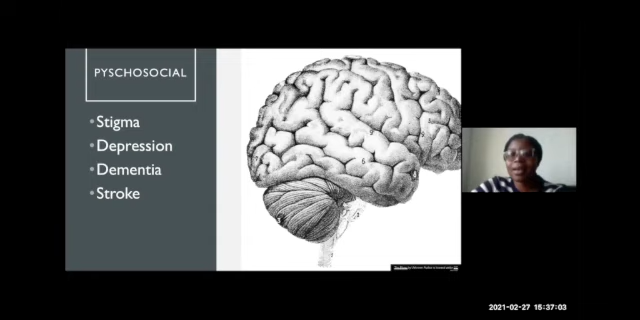 PYSCHOSOCIAL
•Stigma
•Depression
•Dementia
•Stroke
2021-02-27 15:37:03